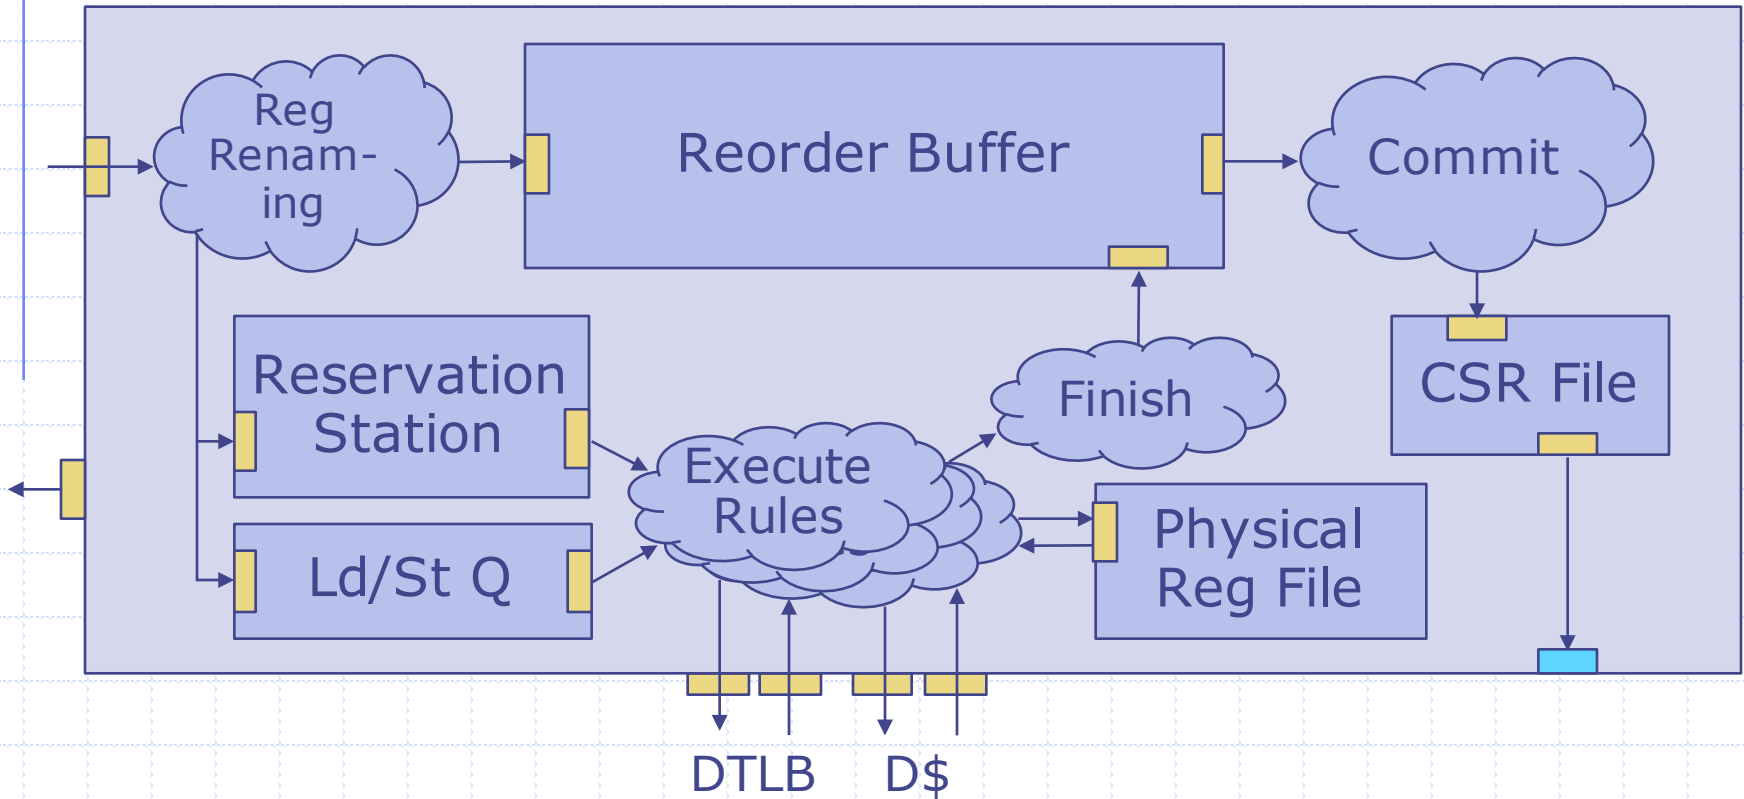 Reg
Renam-
ing
Reorder Buffer
Commit
Reservation
Station
Ld/St Q
Execute
Rules
Finish
CSR File
Physical
Reg File
DTLB
D$